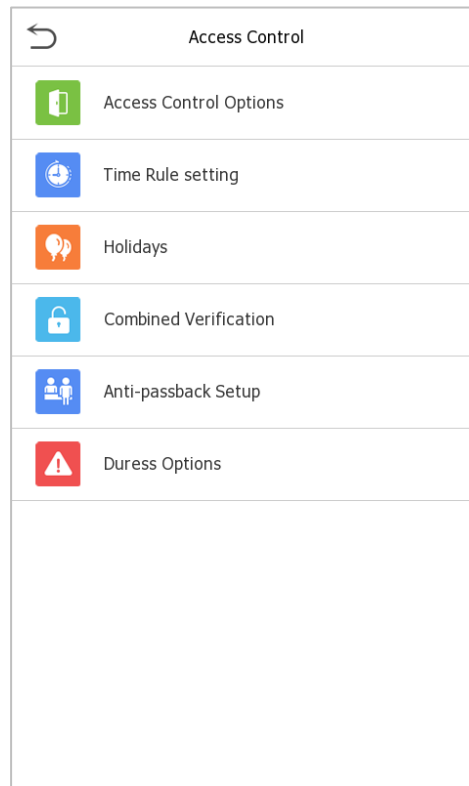 Access Control
Access Control Options
Time Rule setting
Holidays
Combined Verification
Anti-passback Setup
Duress Options